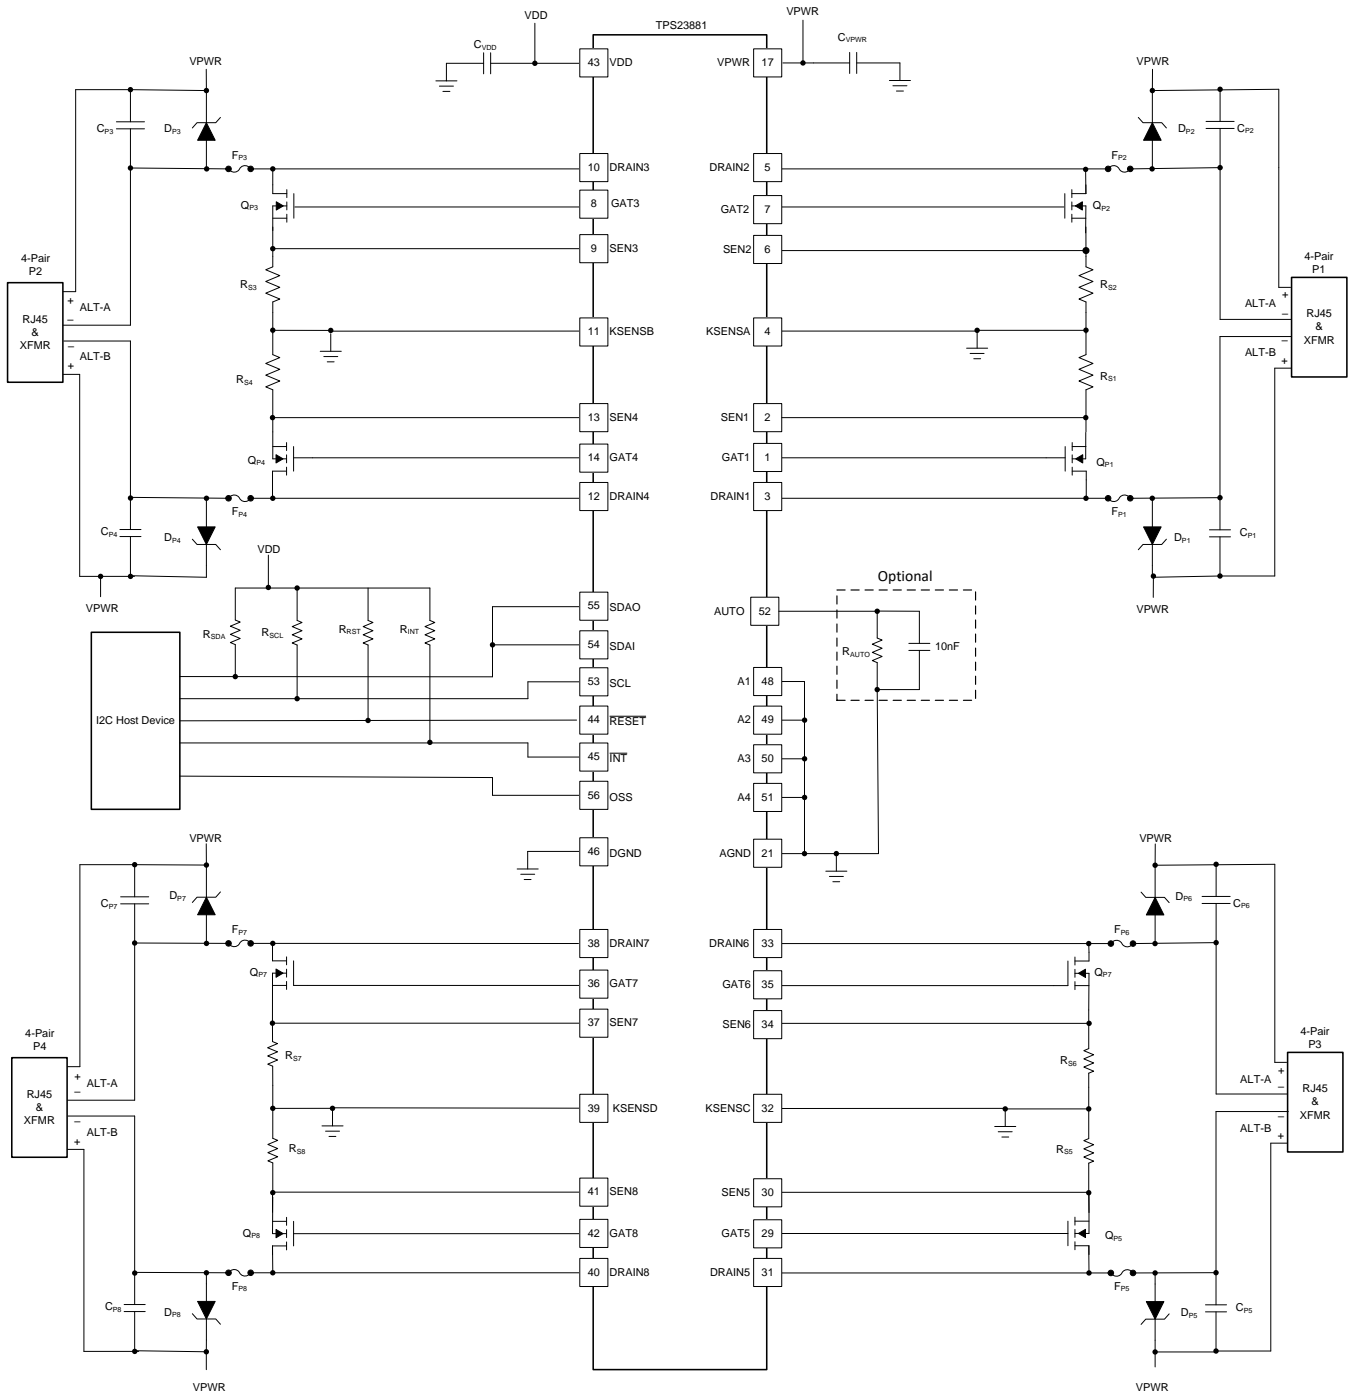 TPS23881
VDD
VPWR
CVDD
CVPWR
43 VDD
VPWR 17
VPWR
VPWR
CP3
DP3
DP2
CP2
FP3
FP2
10 DRAIN3
DRAIN2 5
QP3
8 GAT3
GAT2 7
QP2
9 SEN3
SEN2 6
4-Pair
P2
4-Pair
P1
RS3
RS2
+
ALT-A
−
RJ45
&
XFMR
−
ALT-B
+
+
ALT-A
−
RJ45
&
XFMR
−
ALT-B
+
11 KSENSB
KSENSA 4
RS4
RS1
13 SEN4
SEN1 2
QP4
14 GAT4
GAT1 1
QP1
12 DRAIN4
DRAIN1 3
FP4
FP1
CP4
DP4
DP1
CP1
VPWR
VPWR
VDD
Optional
RSDA
RSCL
RRST
RINT
55 SDAO
AUTO 52
RAUTO
10nF
54 SDAI
53 SCL
A1 48
I2C Host Device
44 RESET
A2 49
45 INT
A3 50
56 OSS
A4 51
46 DGND
AGND 21
VPWR
VPWR
CP7
DP7
DP6
CP6
FP7
FP6
38 DRAIN7
DRAIN6 33
QP7
36 GAT7
GAT6 35
QP7
37 SEN7
SEN6 34
4-Pair
P4
4-Pair
P3
RS7
RS6
+
ALT-A
−
RJ45
&
XFMR
−
ALT-B
+
+
ALT-A
−
RJ45
&
XFMR
−
ALT-B
+
39 KSENSD
KSENSC 32
RS8
RS5
41 SEN8
SEN5 30
QP8
42 GAT8
GAT5 29
QP5
40 DRAIN8
DRAIN5 31
FP8
FP5
CP8
DP8
DP5
CP5
VPWR
VPWR